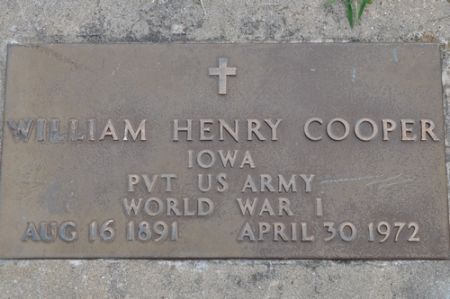 WILLIAM HENRY COOPER
IOWA
PVT US ARMY
WORLD WAR I
AUG 16 1891 APRIL 30 1972